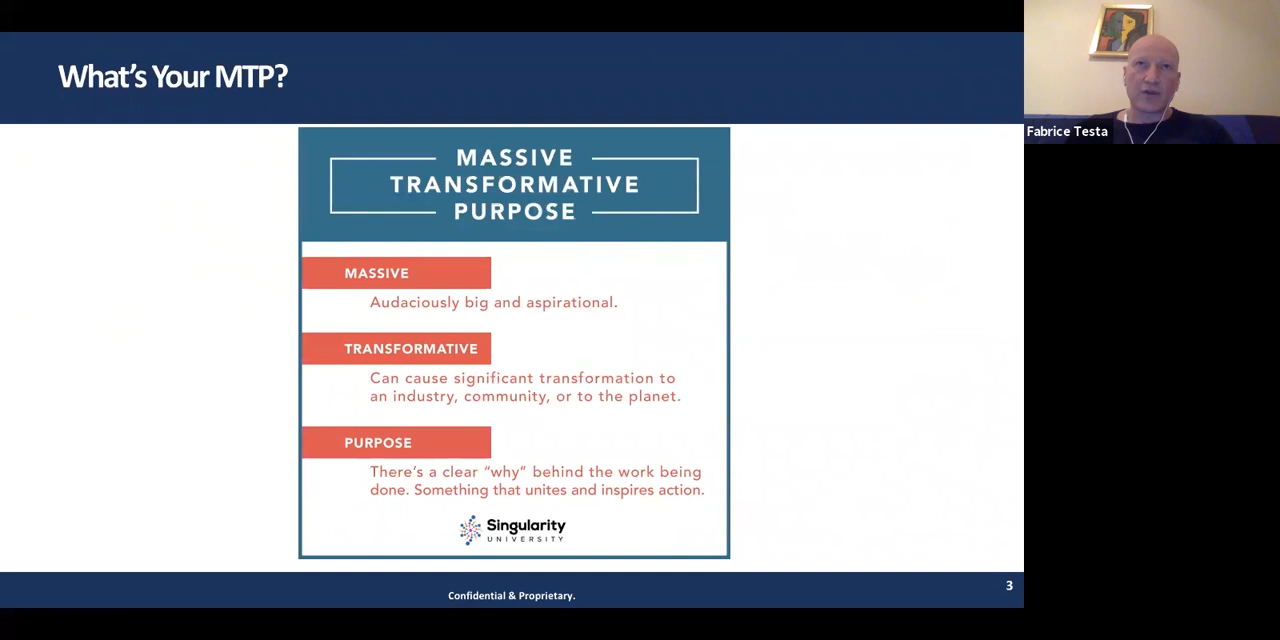 What's Your MTP?
Fabrice Testa
MASSIVE
TRANSFORMATIVE
PURPOSE
MASSIVE
Audaciously big and aspirational.
TRANSFORMATIVE
Can cause significant transformation to
an industry, community, or to the planet.
PURPOSE
There's a clear “why” behind the work being
done. Something that unites and inspires action.
Singularity
UNIVERSITY
Confidential & Proprietary.
3